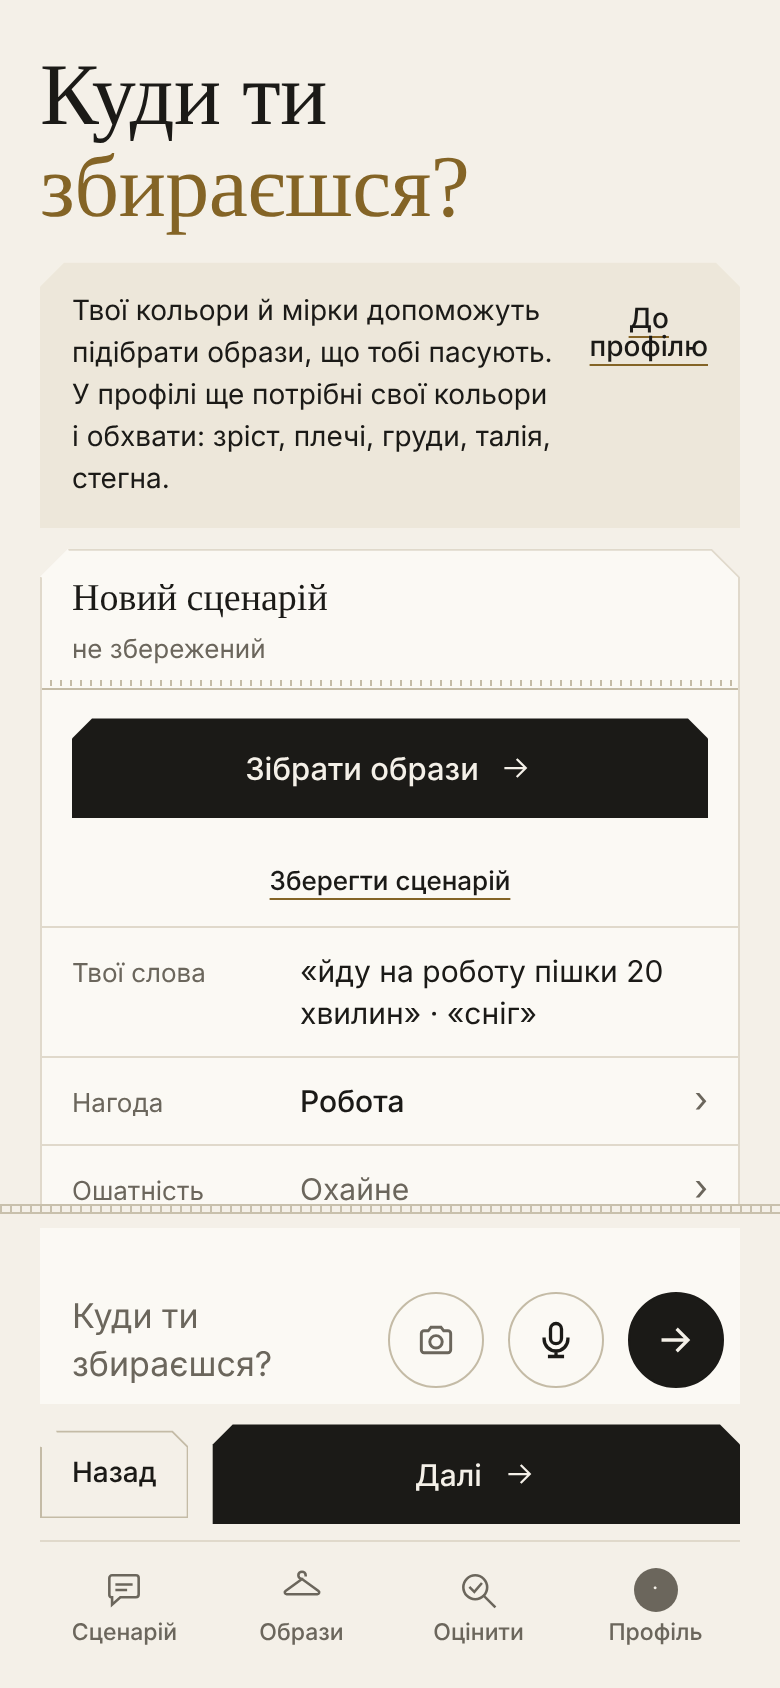 Куди ти
збираєшся?
Твої кольори й мірки допоможуть
підібрати образи, що тобі пасують.
У профілі ще потрібні свої кольори
і обхвати: зріст, плечі, груди, талія,
стегна.
До
профілю
Новий сценарій
не збережений
Зібрати образи →
Зберегти сценарій
Твої слова
«йду на роботу пішки 20
хвилин» · «сніг»
Нагода Робота ›
Ошатність Охайне ›
Куди ти
збираєшся?
Назад Далі →
Сценарій Образи Оцінити Профіль